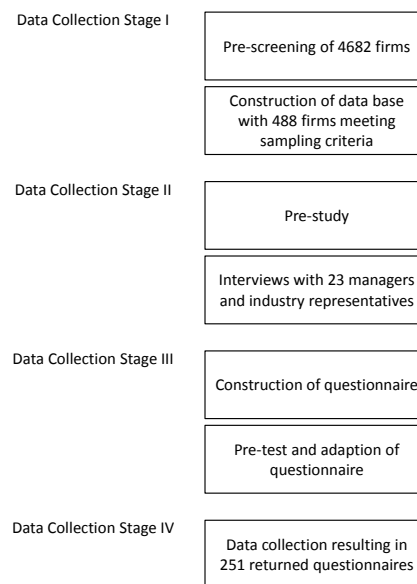 Data Collection Stage I
Pre-screening of 4682 firms
Construction of data base
with 488 firms meeting
sampling criteria
Data Collection Stage II
Pre-study
Interviews with 23 managers
and industry representatives
Data Collection Stage III
Construction of questionnaire
Pre-test and adaption of
questionnaire
Data Collection Stage IV
Data collection resulting in
251 returned questionnaires